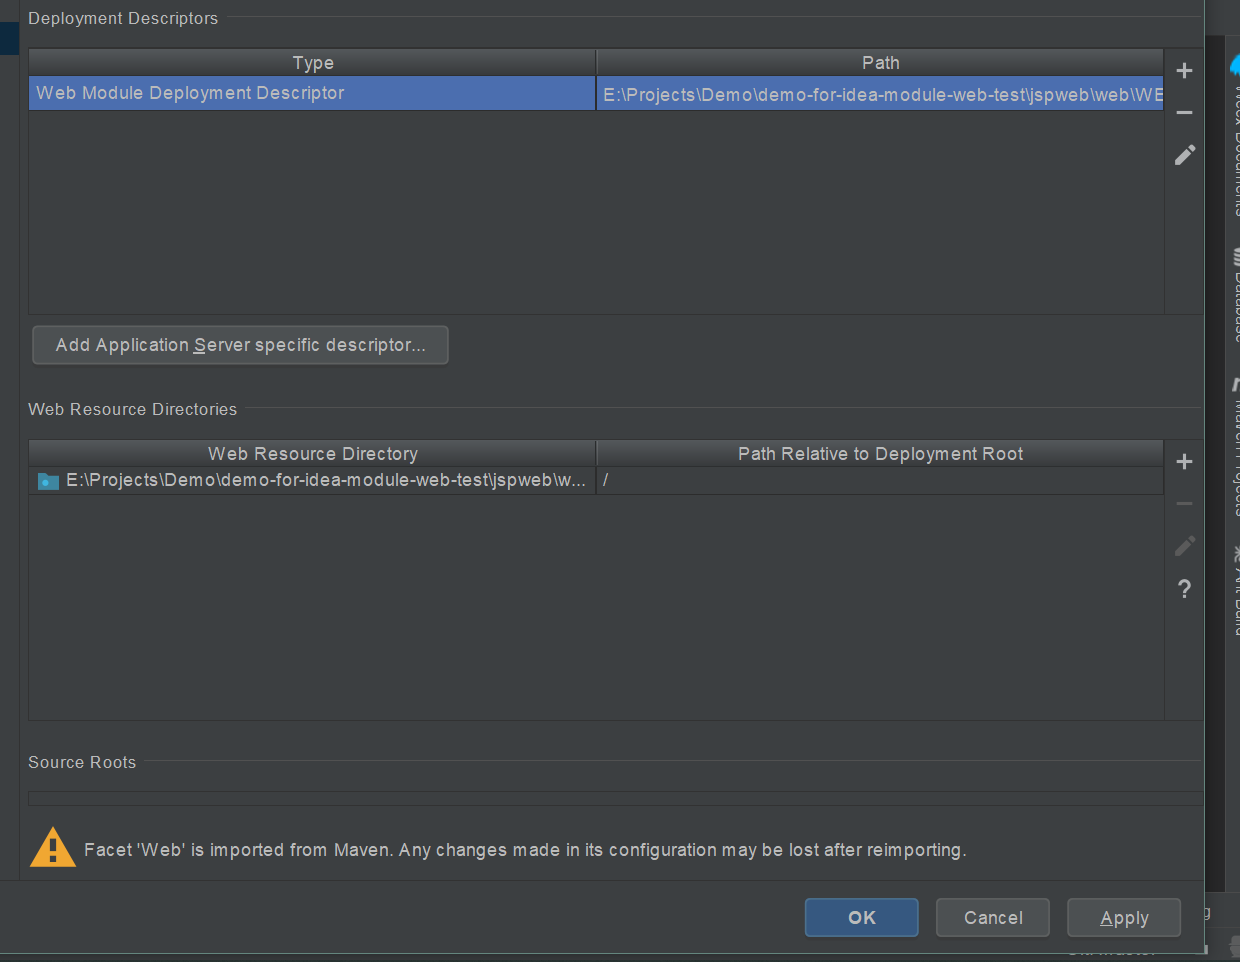 Deployment Descriptors
Type Path
Web Module Deployment Descriptor E:\Projects\Demo\demo-for-idea-module-web-test\jspweb\web\WE
Add Application Server specific descriptor...
Web Resource Directories
Web Resource Directory Path Relative to Deployment Root
E:\Projects\Demo\demo-for-idea-module-web-test\jspweb\w... /
?
Source Roots
Facet 'Web' is imported from Maven. Any changes made in its configuration may be lost after reimporting.
OK Cancel Apply
Database